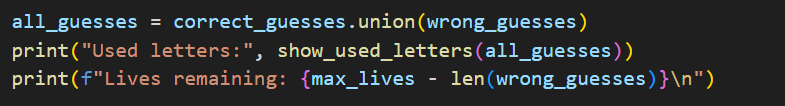 all_guesses = correct_guesses.union(wrong_guesses)
print("Used letters:", show_used_letters(all_guesses))
print(f"Lives remaining: {max_lives - len(wrong_guesses)}\n")